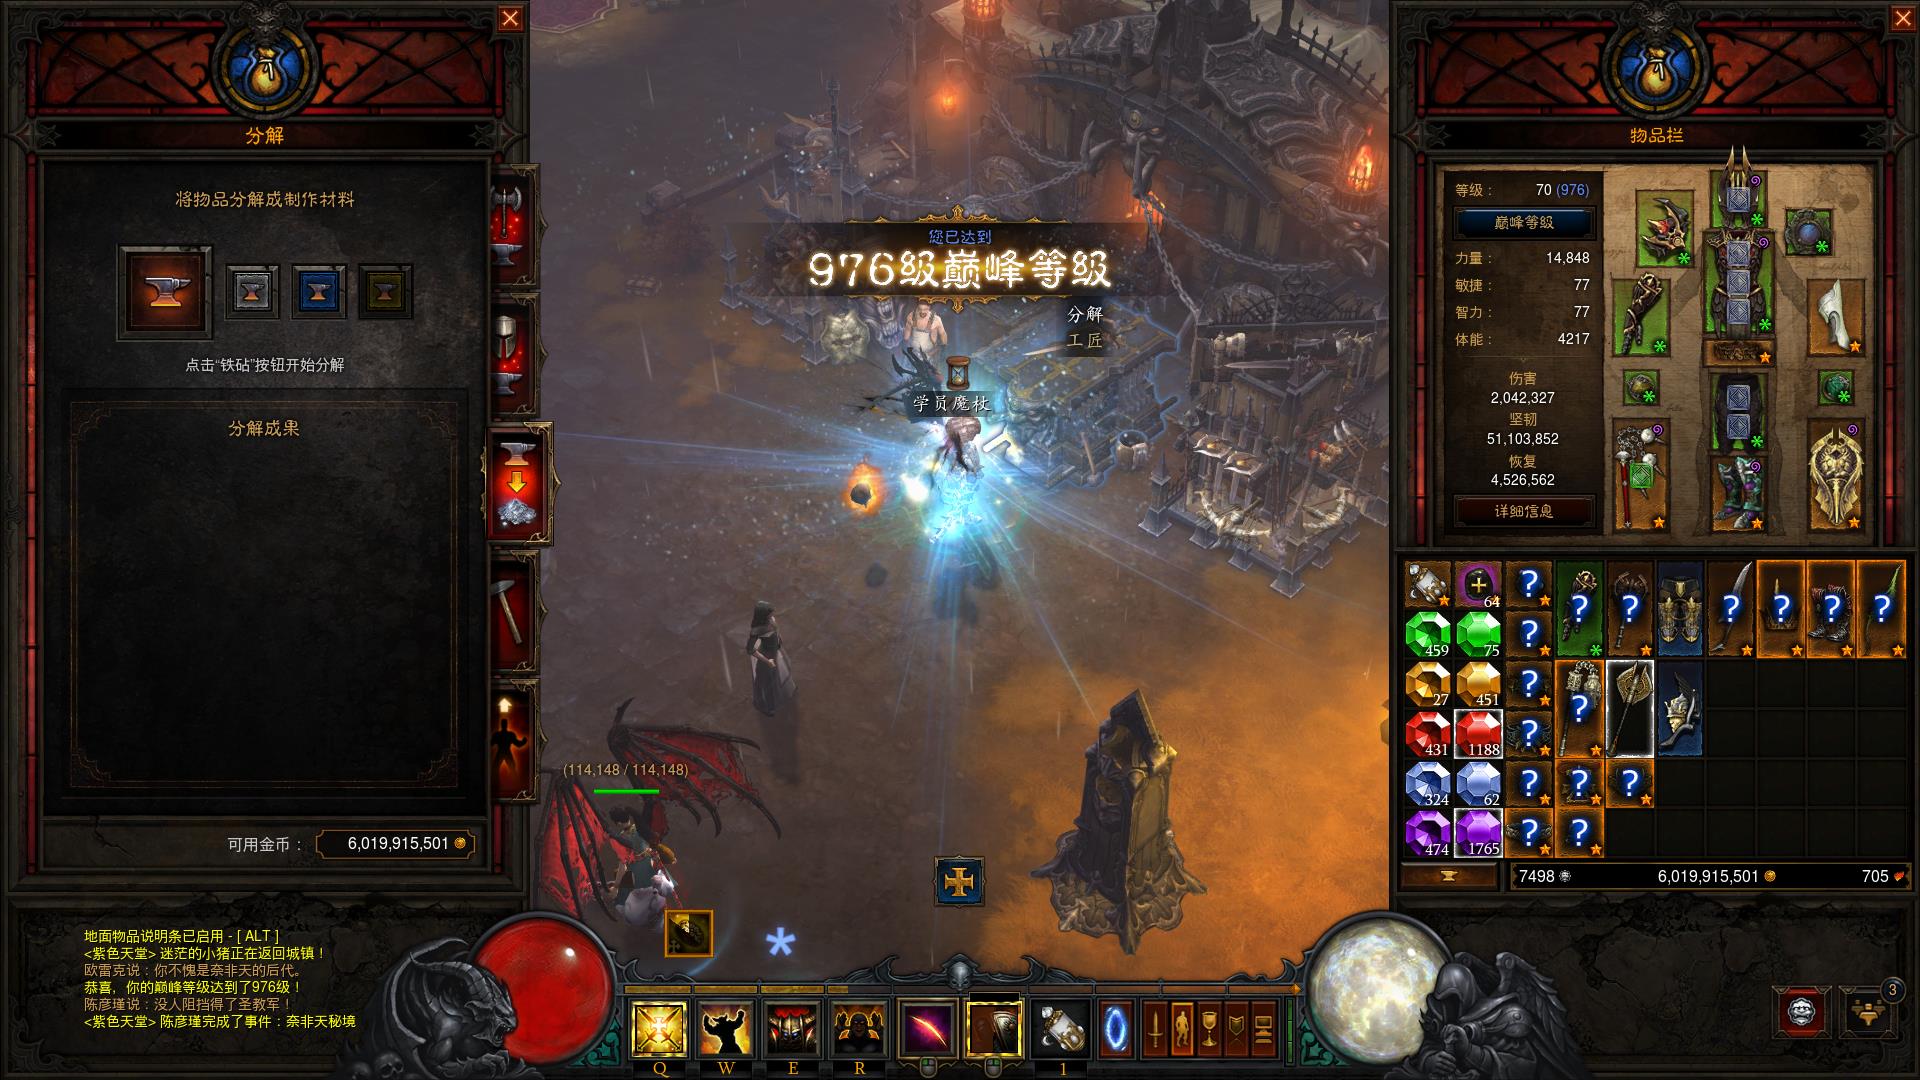 分解
将物品分解成制作材料
点击“铁砧”按钮开始分解
分解成果
可用金币：
6,019,915,501
地面物品说明条已启用 - [ ALT ]
<紫色天堂> 迷茫的小猪正在返回城镇！
欧雷克说：你不愧是奈非天的后代。
恭喜，你的巅峰等级达到了976级！
陈彦瑾说：没人阻挡得了圣教军！
<紫色天堂> 陈彦瑾完成了事件：奈非天秘境
您已达到
976级巅峰等级
分解
工匠
学员魔杖
(114,148 / 114,148)
Q
W
E
R
1
物品栏
等级： 70 (976)
巅峰等级
力量： 14,848
敏捷： 77
智力： 77
体能： 4217
伤害
2,042,327
坚韧
51,103,852
恢复
4,526,562
详细信息
64
? ? ? ? ? ? ?
459 75 ?
27 451 ? ?
431 1188 ?
324 62 ? ? ?
474 1765 ? ?
7498 6,019,915,501 705
3